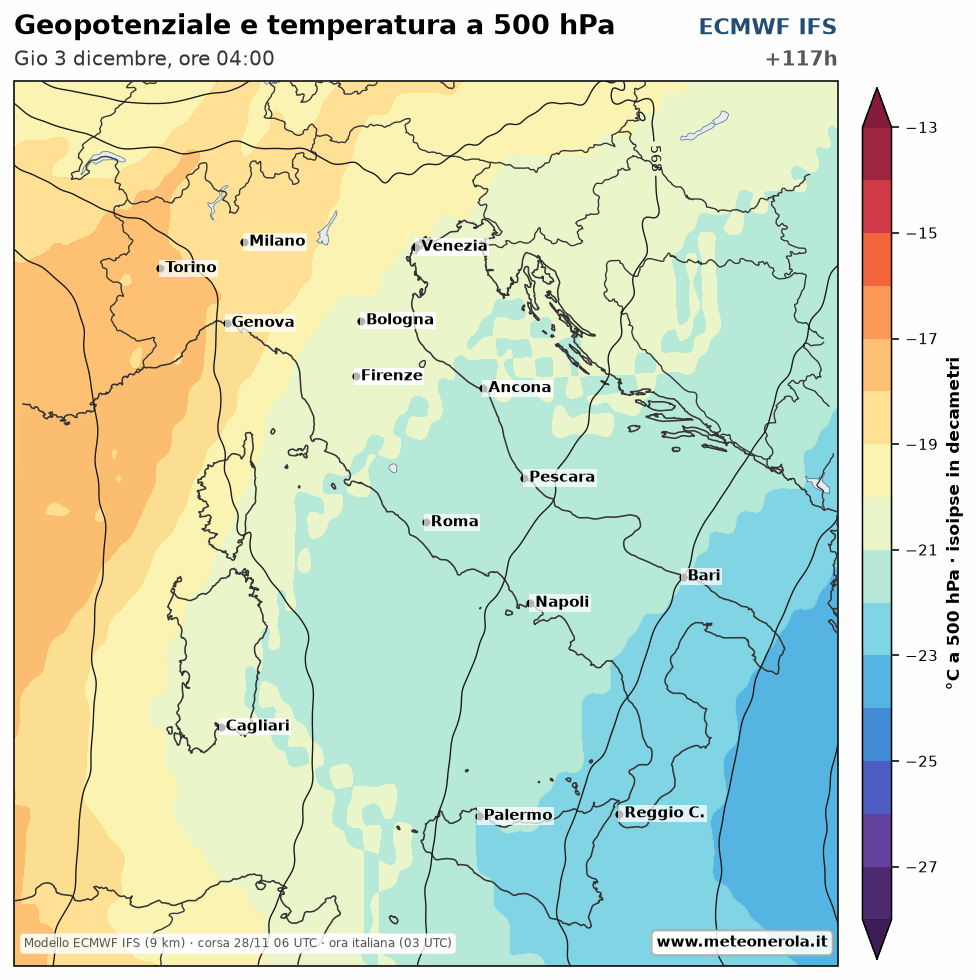 Geopotenziale e temperatura a 500 hPa
ECMWF IFS
Gio 3 dicembre, ore 04:00
+117h
568
Milano
Venezia
Torino
Genova
Bologna
Firenze
Ancona
Pescara
Roma
Bari
Napoli
Cagliari
Palermo
Reggio C.
−13
−15
−17
−19
−21
−23
−25
−27
°C a 500 hPa · isoipse in decametri
Modello ECMWF IFS (9 km) · corsa 28/11 06 UTC · ora italiana (03 UTC)
www.meteonerola.it